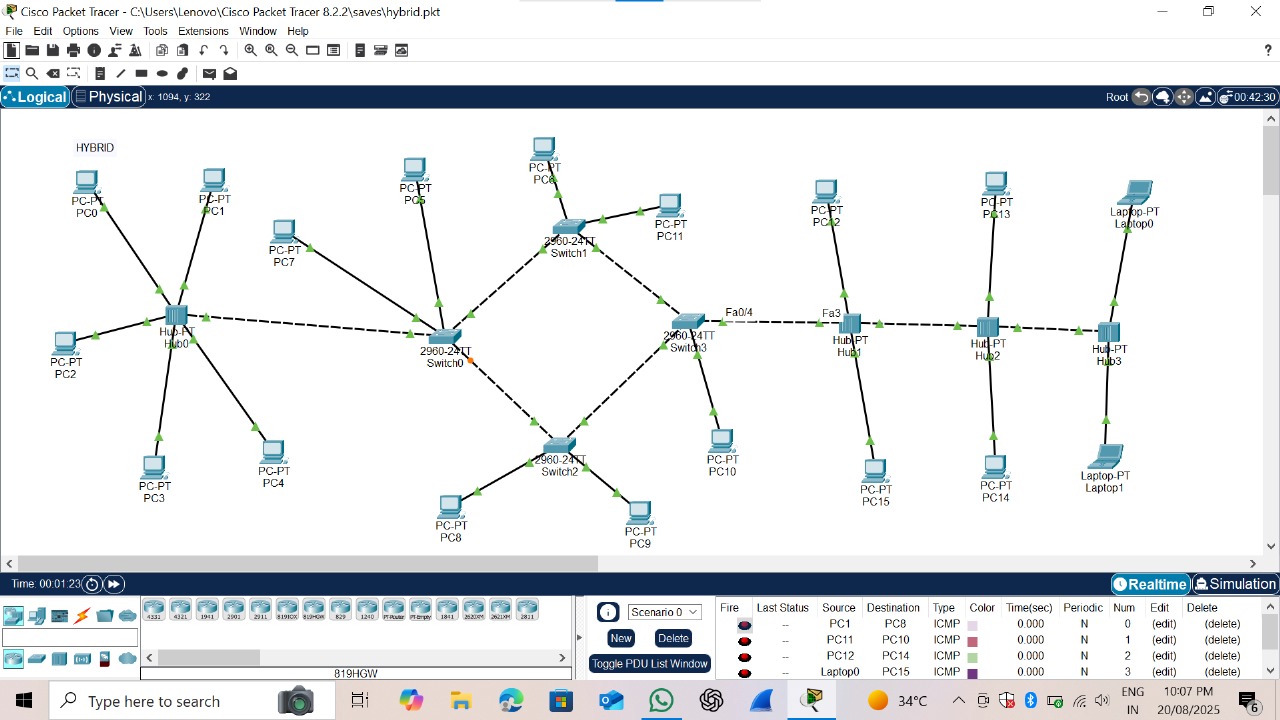 Cisco Packet Tracer - C:\Users\Lenovo\Cisco Packet Tracer 8.2.2\saves\hybrid.pkt
File Edit Options View Tools Extensions Window Help
?
Logical Physical x: 1094, y: 322 Root 00:42:30
HYBRID
PC-PT
PC0
PC-PT
PC1
PC-PT
PC5
PC-PT
PC6
PC-PT
PC11
PC-PT
PC7
2960-24TT
Switch1
PC-PT
PC12
PC-PT
PC13
Laptop-PT
Laptop0
Hub-PT
Hub0
2960-24TT
Switch0
Fa0/4
2960-24TT
Switch3
Fa3
Hub-PT
Hub1
Hub-PT
Hub2
Hub-PT
Hub3
PC-PT
PC2
PC-PT
PC3
PC-PT
PC4
2960-24TT
Switch2
PC-PT
PC10
PC-PT
PC15
PC-PT
PC14
Laptop-PT
Laptop1
PC-PT
PC8
PC-PT
PC9
Time: 00:01:23 Realtime Simulation
4331 4321 1941 2901 2911 819IOX 819HGW 829 1240 PT-Router PT-Empty 1841 2620XM 2621XM 2811
819HGW
Scenario 0
New Delete
Toggle PDU List Window
Fire Last Status Source Destination Type Color Time(sec) Periodic Num Edit Delete
-- PC1 PC8 ICMP 0.000 N 0 (edit) (delete)
-- PC11 PC10 ICMP 0.000 N 1 (edit) (delete)
-- PC12 PC14 ICMP 0.000 N 2 (edit) (delete)
-- Laptop0 PC15 ICMP 0.000 N 3 (edit) (delete)
Type here to search
34°C
ENG
IN
10:07 PM
20/08/2025
6